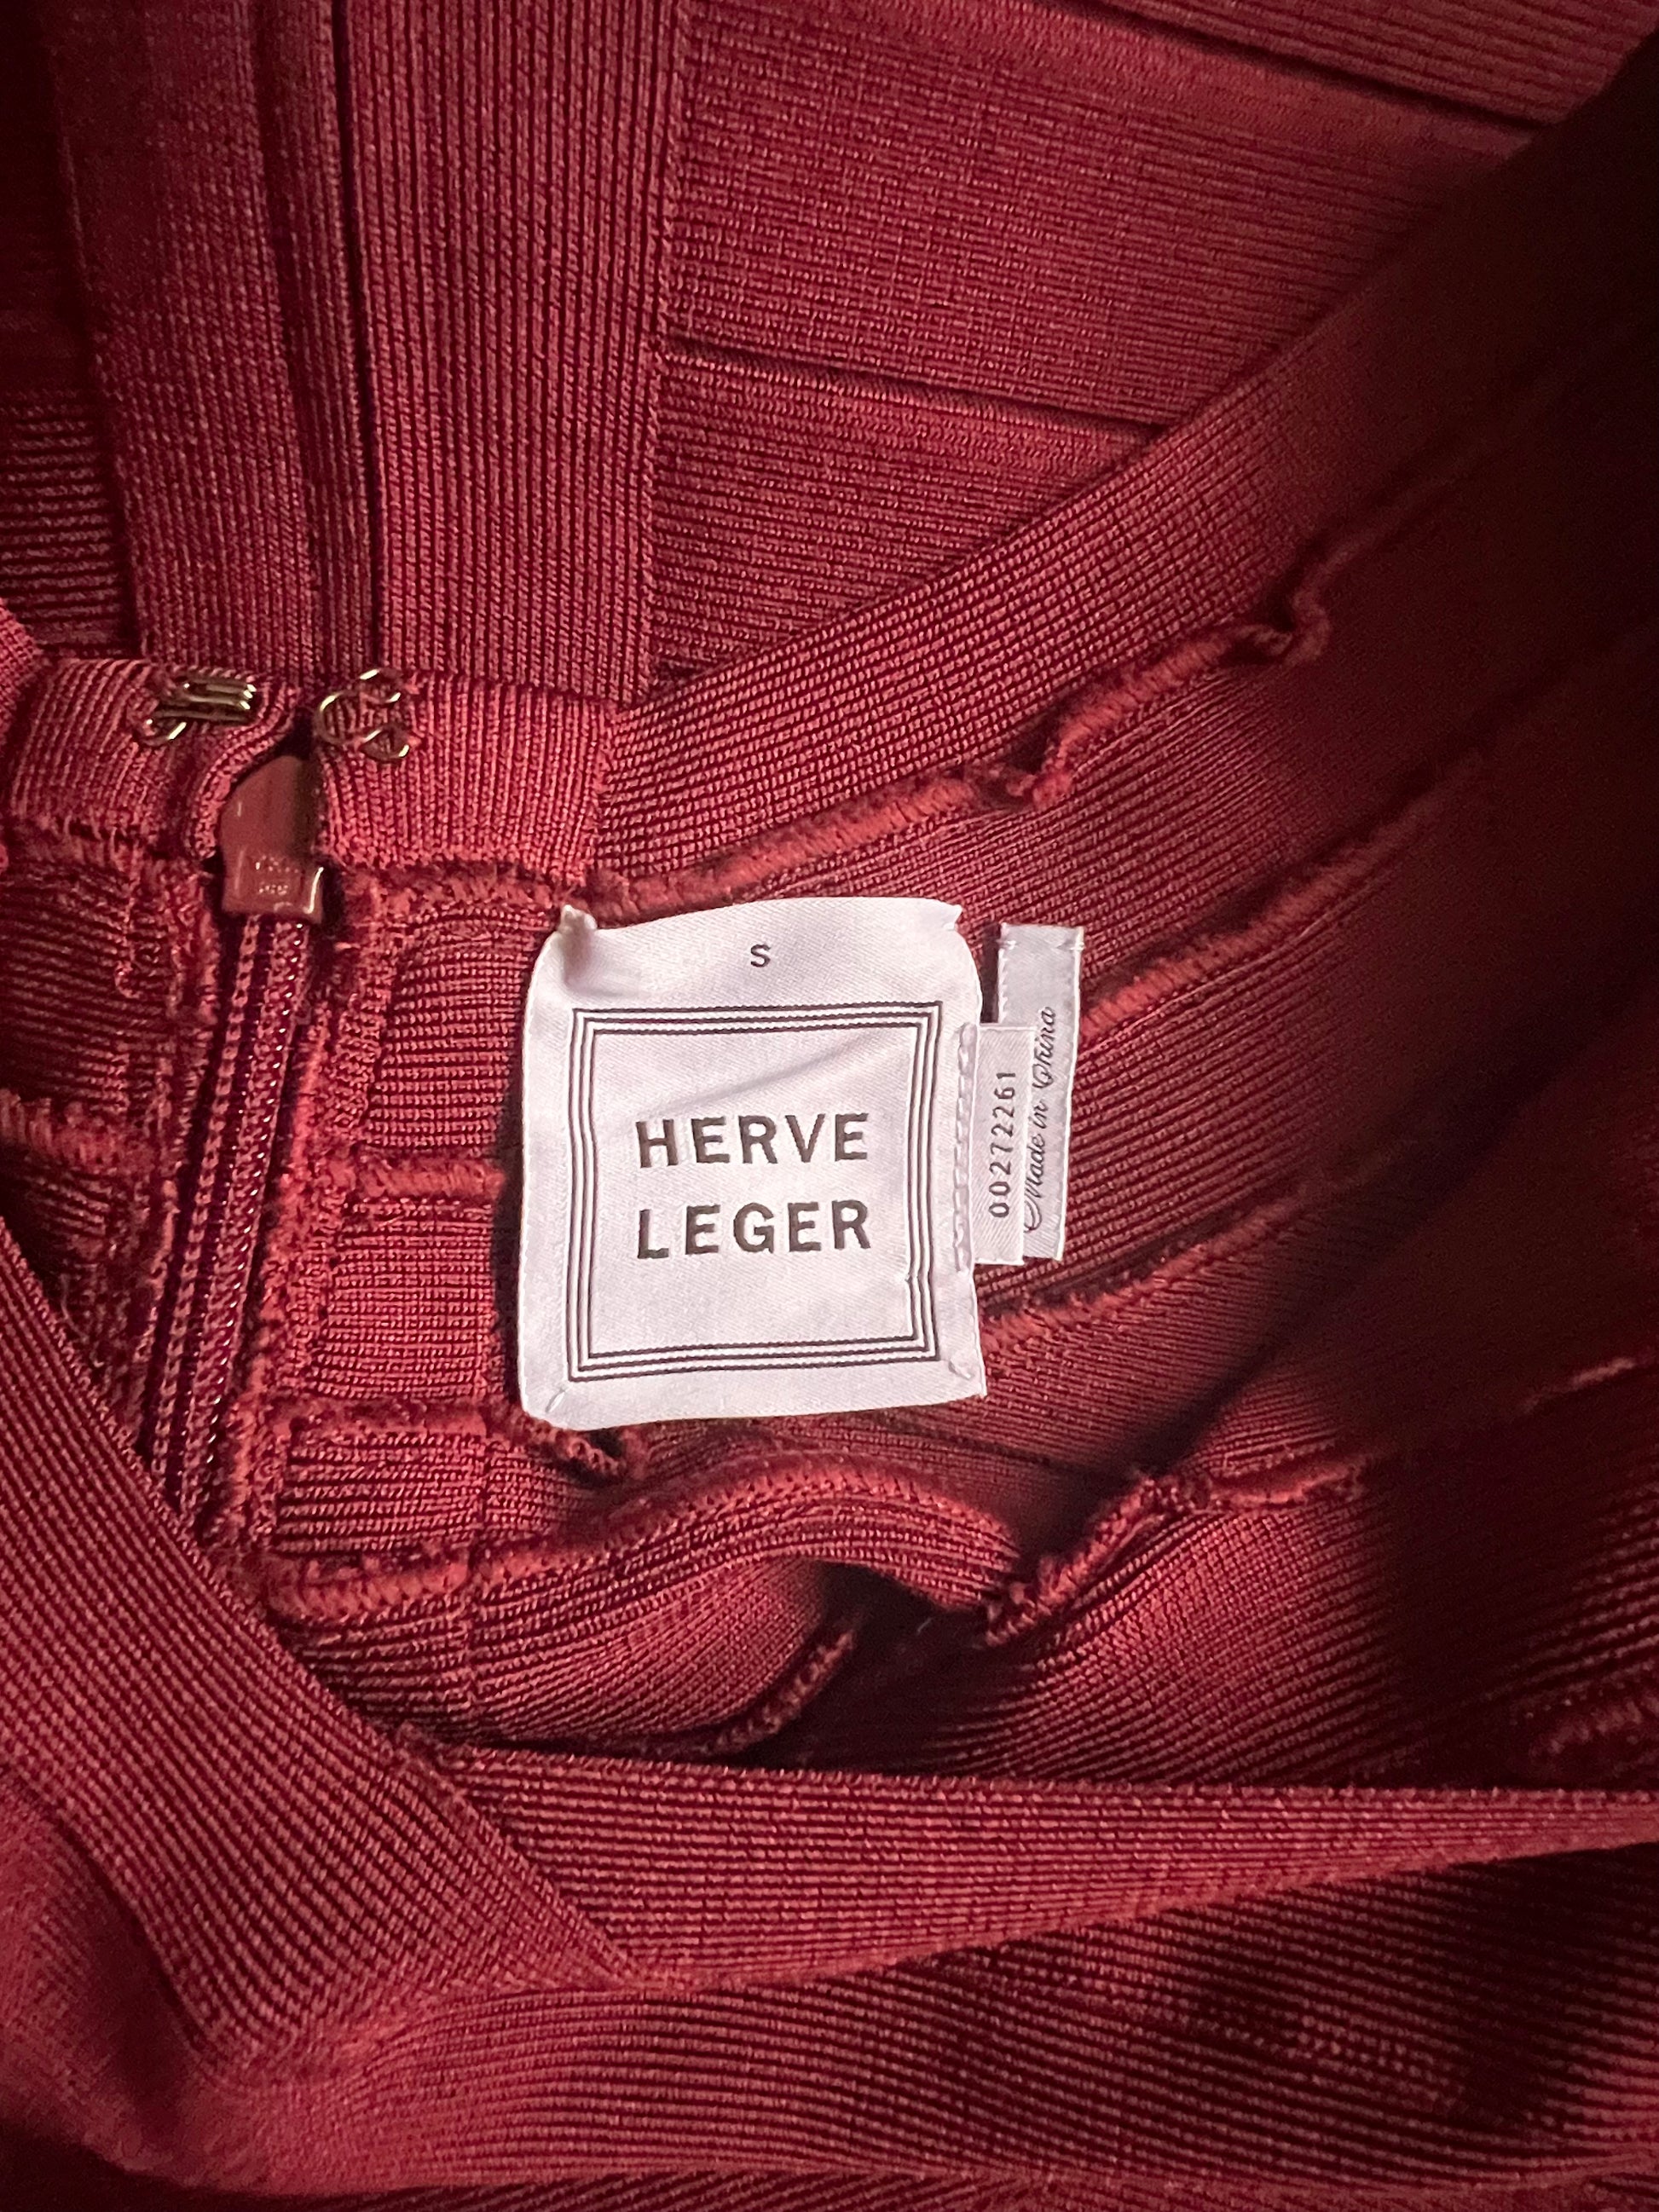 S
HERVE
LEGER
00272261
Made in China